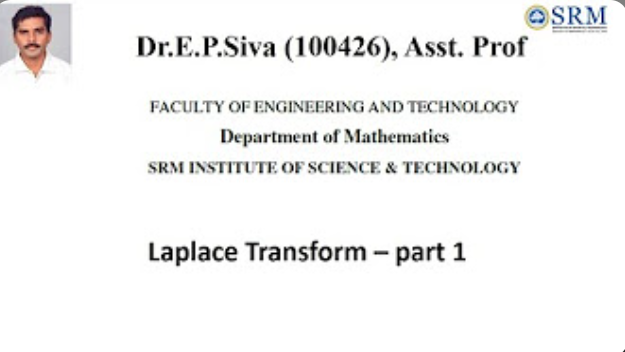 SRM
Dr.E.P.Siva (100426), Asst. Prof
FACULTY OF ENGINEERING AND TECHNOLOGY
Department of Mathematics
SRM INSTITUTE OF SCIENCE & TECHNOLOGY
Laplace Transform – part 1